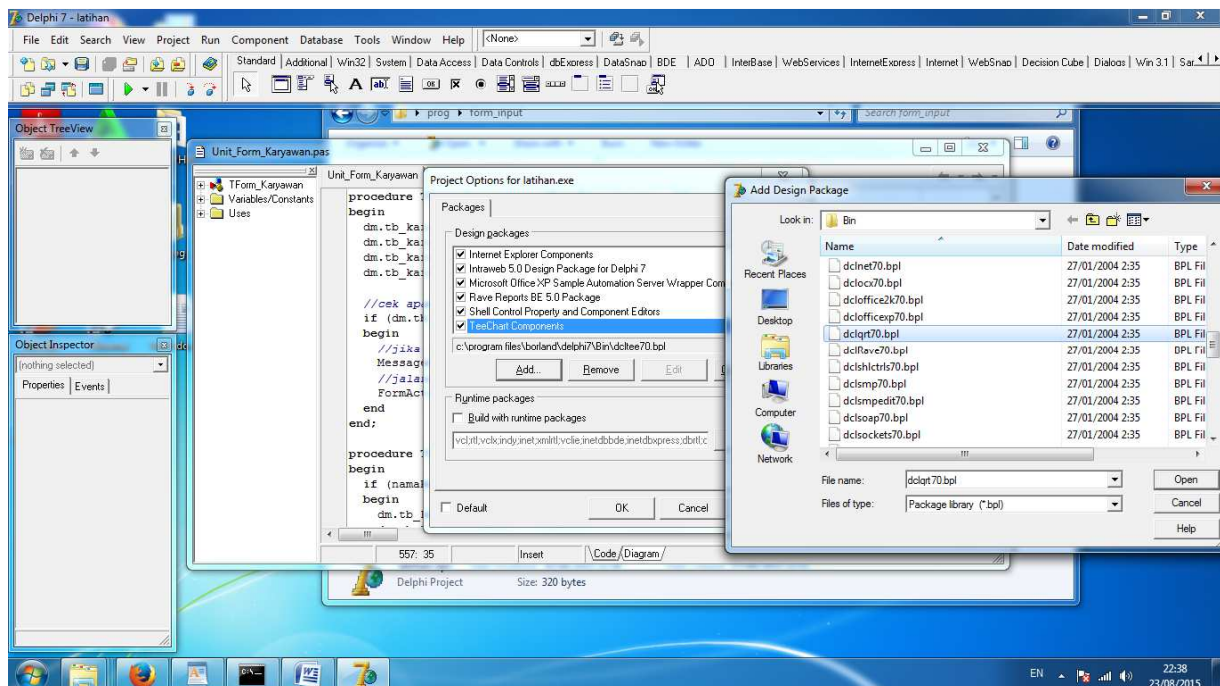 Delphi 7 - latihan
File Edit Search View Project Run Component Database Tools Window Help <None>
Standard Additional Win32 System Data Access Data Controls dbExpress DataSnap BDE ADO InterBase WebServices InternetExpress Internet WebSnap Decision Cube Dialogs Win 3.1
prog form_input
Search form_input
Object TreeView
Object Inspector
(nothing selected)
Properties Events
Unit_Form_Karyawan.pas
TForm_Karyawan
Variables/Constants
Uses
Unit_Form_Karyawan
procedure
begin
dm.tb_ka
dm.tb_ka
dm.tb_ka
dm.tb_ka
//cek apa
if (dm.tb
begin
//jika
Message
//jala
FormAct
end
end;
procedure
begin
if (nama
begin
dm.tb_
557: 35 Insert Code Diagram
Delphi Project Size: 320 bytes
Project Options for latihan.exe
Packages
Design packages
Internet Explorer Components
Intraweb 5.0 Design Package for Delphi 7
Microsoft Office XP Sample Automation Server Wrapper Com
Rave Reports BE 5.0 Package
Shell Control Property and Component Editors
TeeChart Components
c:\program files\borland\delphi7\Bin\dcltee70.bpl
Add... Remove Edit
Runtime packages
Build with runtime packages
vcl;rtl;vclx;indy;inet;xmlrtl;vclie;inetdbbde;inetdbxpress;dbrtl;c
Default OK Cancel
Add Design Package
Look in: Bin
Name Date modified Type
Recent Places
Desktop
Libraries
Computer
Network
dclnet70.bpl 27/01/2004 2:35 BPL Fil
dclocx70.bpl 27/01/2004 2:35 BPL Fil
dcloffice2k70.bpl 27/01/2004 2:35 BPL Fil
dclofficexp70.bpl 27/01/2004 2:35 BPL Fil
dclqrt70.bpl 27/01/2004 2:35 BPL Fil
dclRave70.bpl 27/01/2004 2:35 BPL Fil
dclshlctrls70.bpl 27/01/2004 2:35 BPL Fil
dclsmp70.bpl 27/01/2004 2:35 BPL Fil
dclsmpedit70.bpl 27/01/2004 2:35 BPL Fil
dclsoap70.bpl 27/01/2004 2:35 BPL Fil
dclsockets70.bpl 27/01/2004 2:35 BPL Fil
File name: dclqrt70.bpl Open
Files of type: Package library (*.bpl) Cancel
Help
EN 22:38
23/08/2015